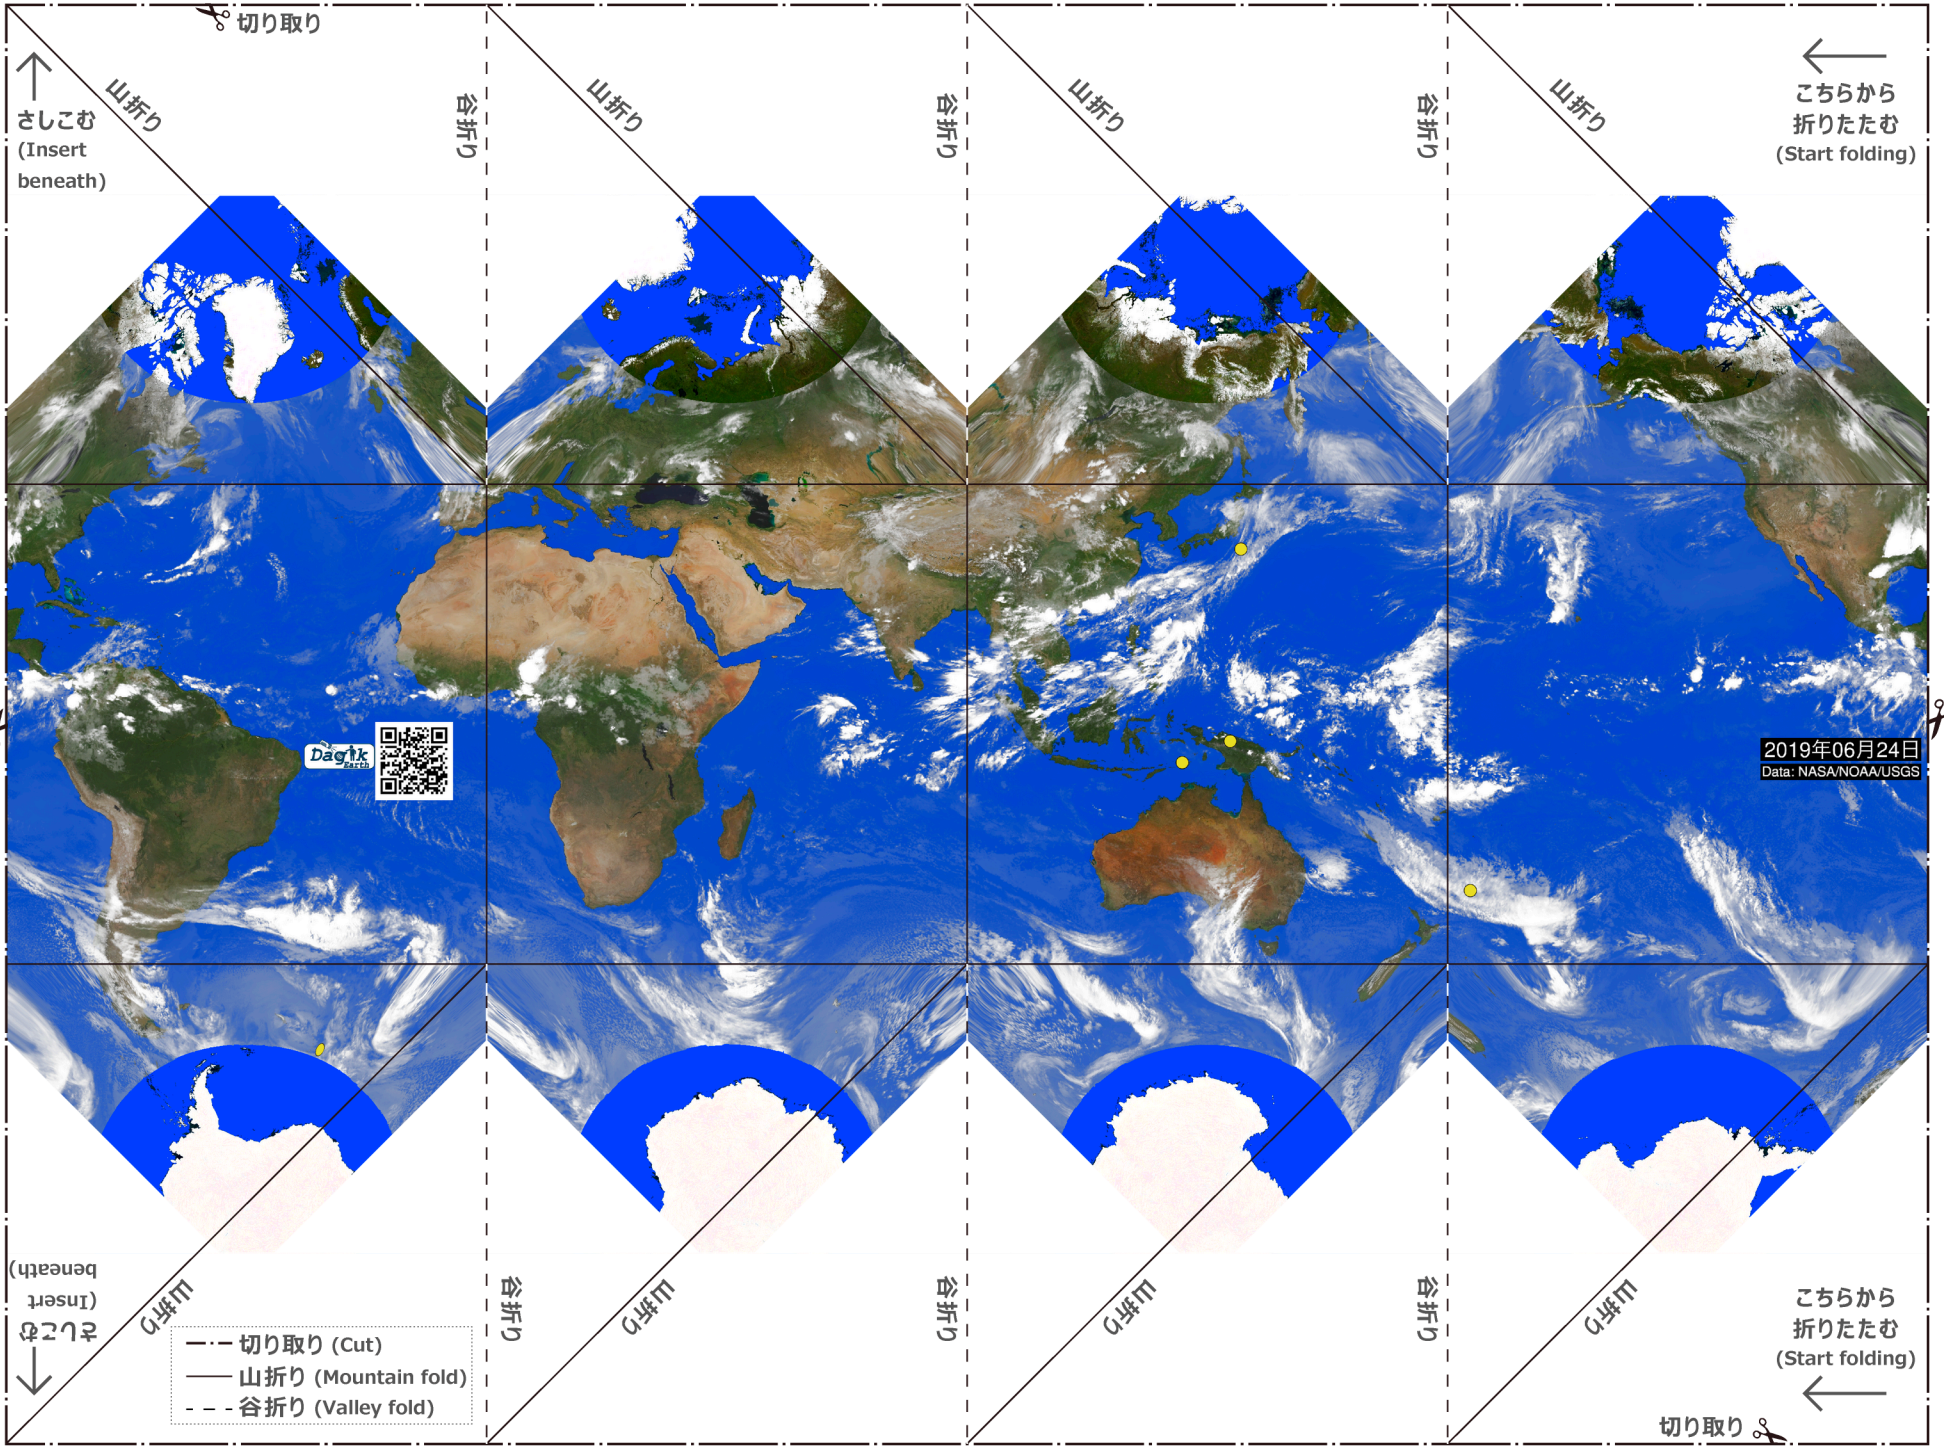 切り取り
山折り
谷折り
山折り
谷折り
山折り
谷折り
山折り
さしこむ
(Insert
beneath)
こちらから
折りたたむ
(Start folding)
Dagik
Earth
2019年06月24日
Data: NASA/NOAA/USGS
さしこむ
(Insert
beneath)
山折り
谷折り
山折り
谷折り
山折り
谷折り
山折り
切り取り (Cut)
山折り (Mountain fold)
谷折り (Valley fold)
こちらから
折りたたむ
(Start folding)
切り取り